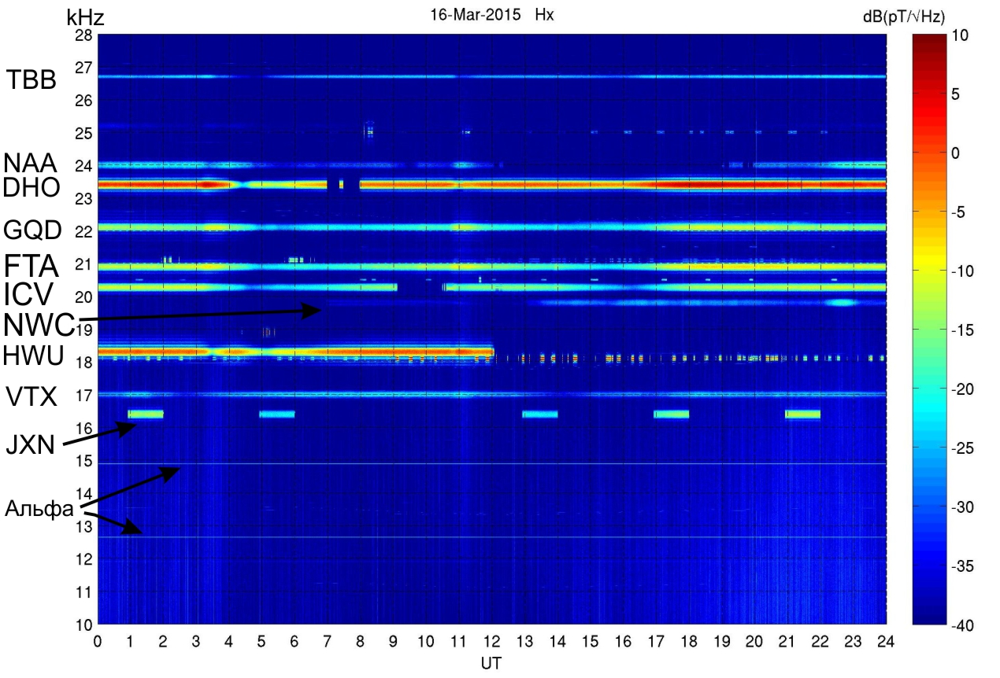 kHz
16-Mar-2015 Hx
dB(pT/√Hz)
28
27
26
25
24
23
22
21
20
19
18
17
16
15
14
13
12
11
10
TBB
NAA
DHO
GQD
FTA
ICV
NWC
HWU
VTX
JXN
Альфа
0 1 2 3 4 5 6 7 8 9 10 11 12 13 14 15 16 17 18 19 20 21 22 23 24
UT
10
5
0
-5
-10
-15
-20
-25
-30
-35
-40